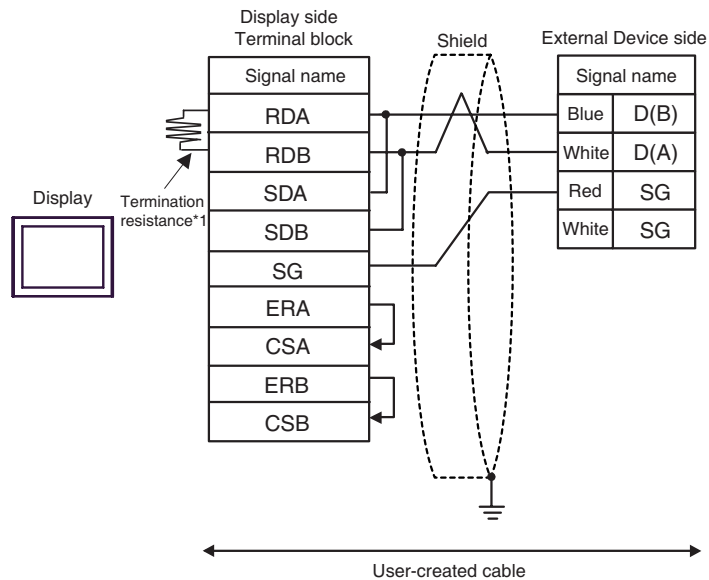 Display side
Terminal block
Shield
External Device side
Signal name
Signal name
RDA
Blue D(B)
RDB
White D(A)
SDA
Red SG
SDB
White SG
SG
ERA
CSA
ERB
CSB
Display
Termination
resistance*1
User-created cable